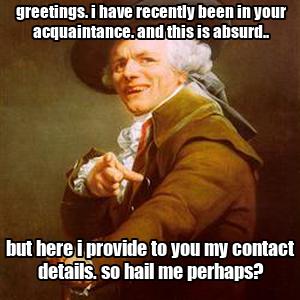 greetings. i have recently been in your
acquaintance. and this is absurd..
but here i provide to you my contact
details. so hail me perhaps?